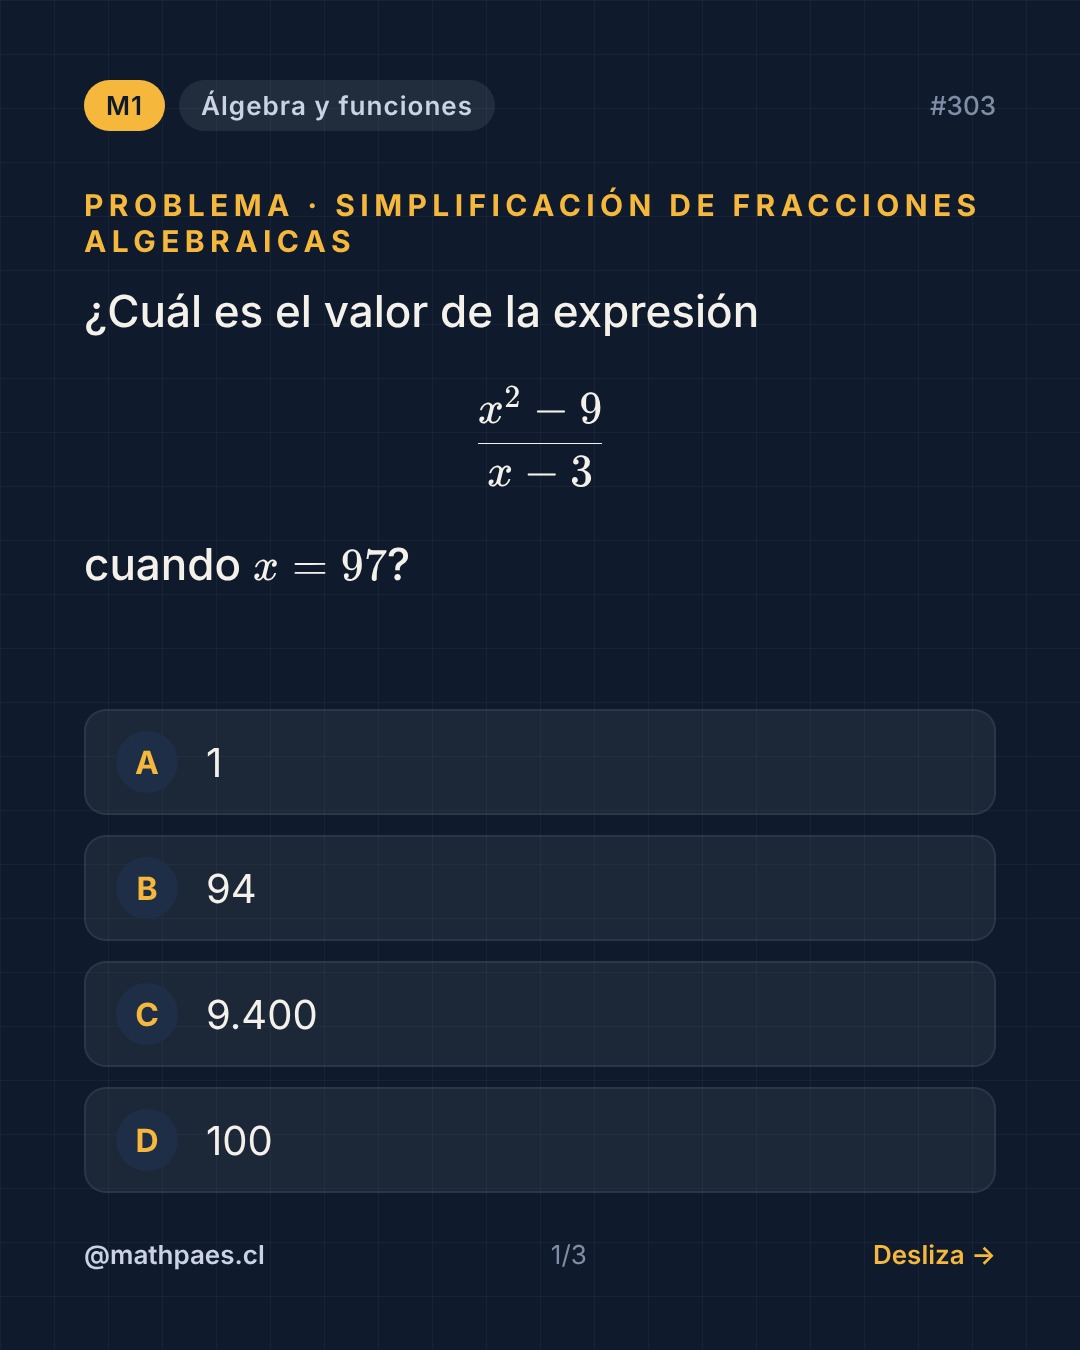 M1 Álgebra y funciones #303
PROBLEMA · SIMPLIFICACIÓN DE FRACCIONES
ALGEBRAICAS
¿Cuál es el valor de la expresión
x² − 9
x − 3
cuando x = 97?
A 1
B 94
C 9.400
D 100
@mathpaes.cl 1/3 Desliza →